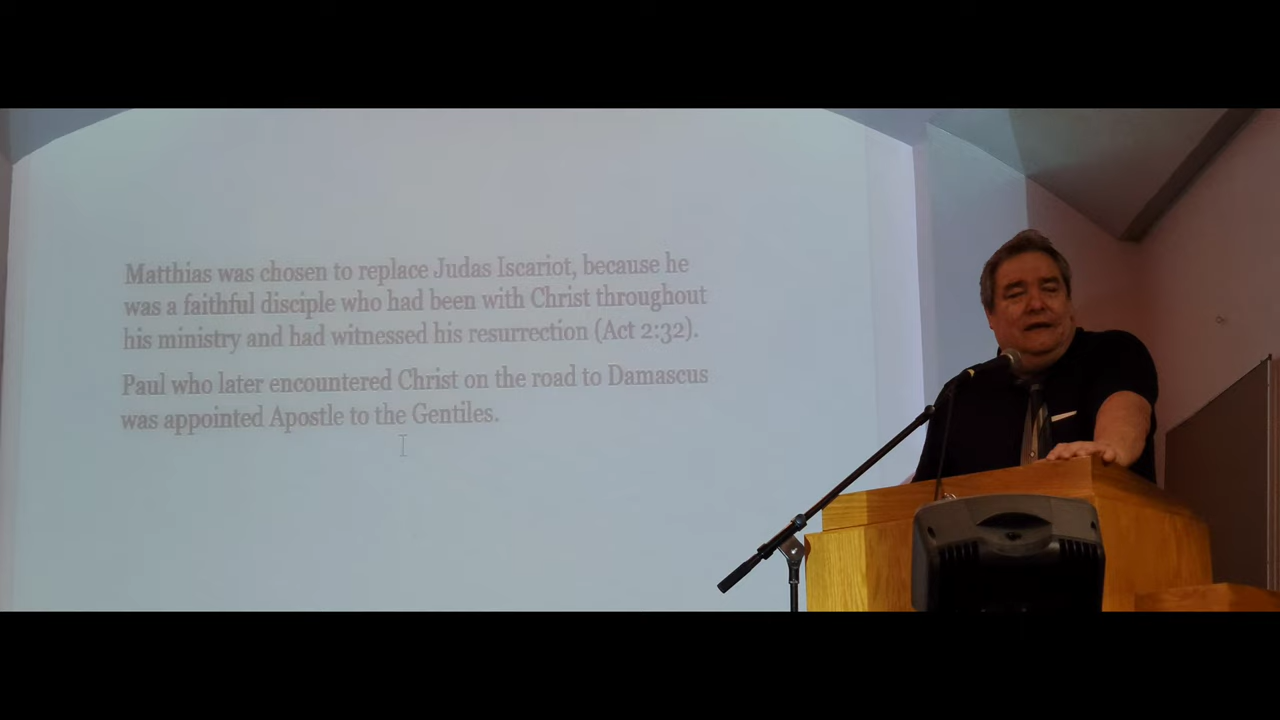 Matthias was chosen to replace Judas Iscariot, because he
was a faithful disciple who had been with Christ throughout
his ministry and had witnessed his resurrection (Act 2:32).
Paul who later encountered Christ on the road to Damascus
was appointed Apostle to the Gentiles.